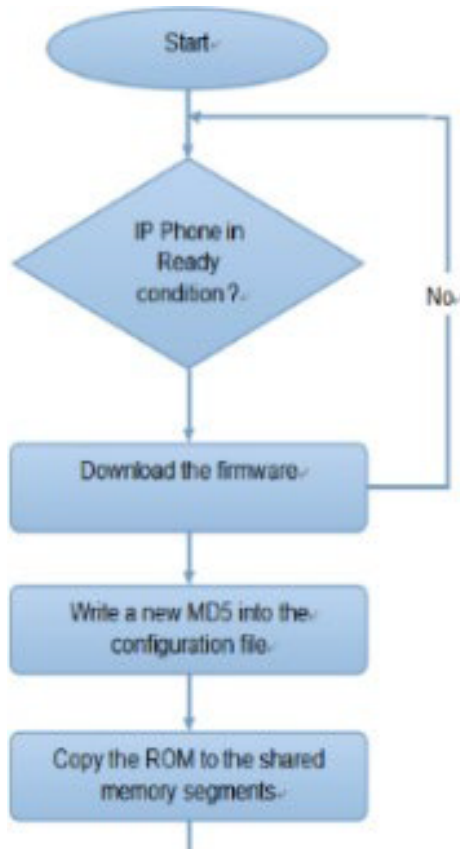 Start
IP Phone in
Ready
condition?
No
Download the firmware
Write a new MD5 into the
configuration file
Copy the ROM to the shared
memory segments